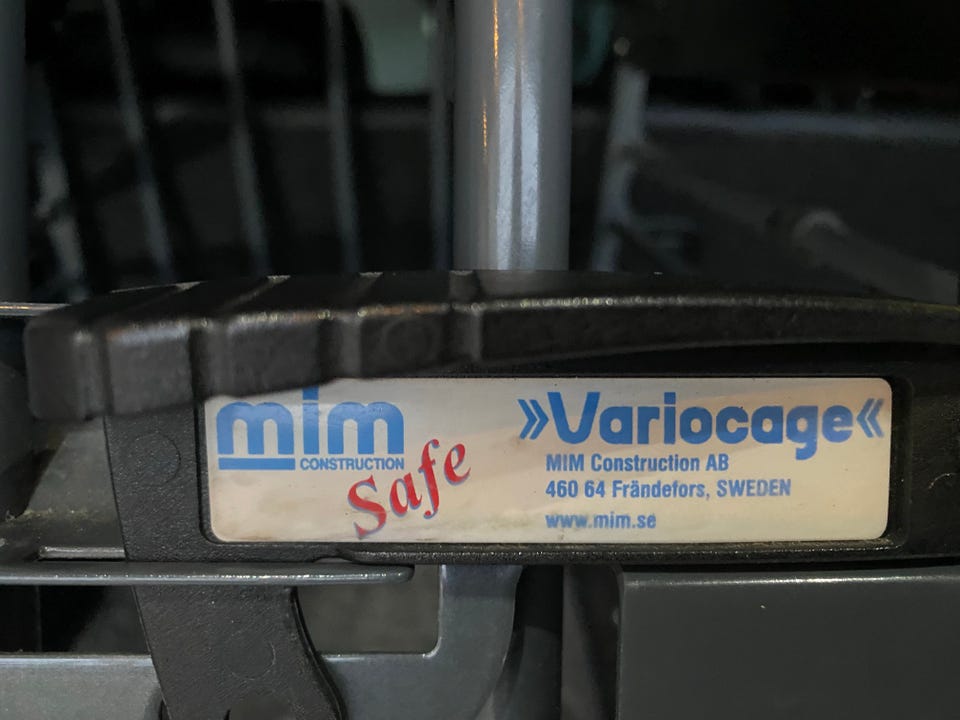 mim
CONSTRUCTION
Safe
»Variocage«
MIM Construction AB
460 64 Frändefors, SWEDEN
www.mim.se